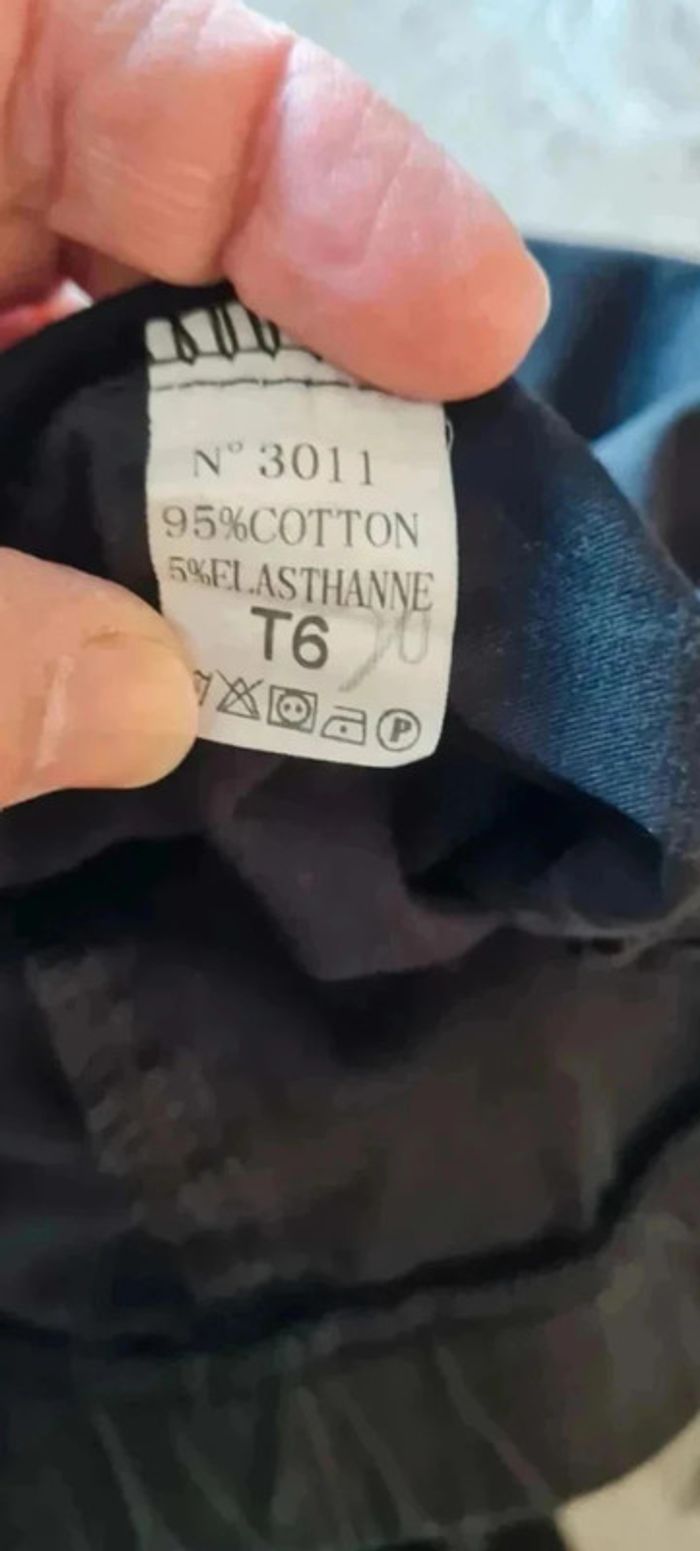 N° 3011
95%COTTON
5%ELASTHANNE
T6
P